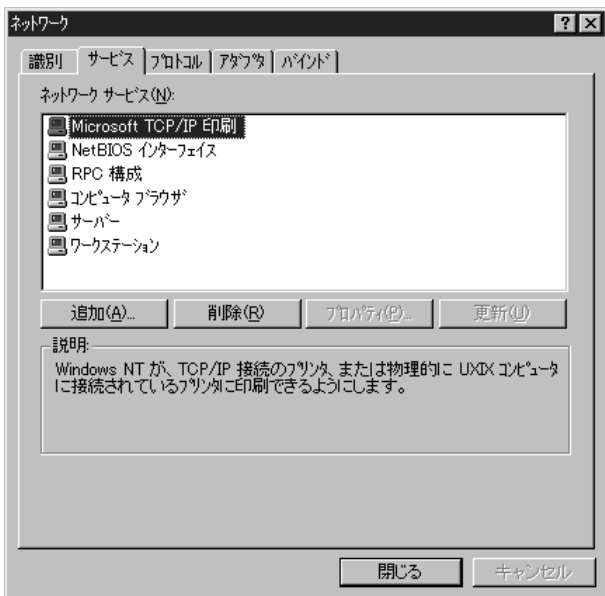 ネットワーク
識別 サービス プロトコル アダプタ バインド
ネットワーク サービス(N):
Microsoft TCP/IP 印刷
NetBIOS インターフェイス
RPC 構成
コンピュータ ブラウザ
サーバー
ワークステーション
追加(A)... 削除(R) プロパティ(P)... 更新(U)
説明:
Windows NT が、TCP/IP 接続のプリンタ、または物理的に UXIX コンピュータ
に接続されているプリンタに印刷できるようにします。
閉じる キャンセル